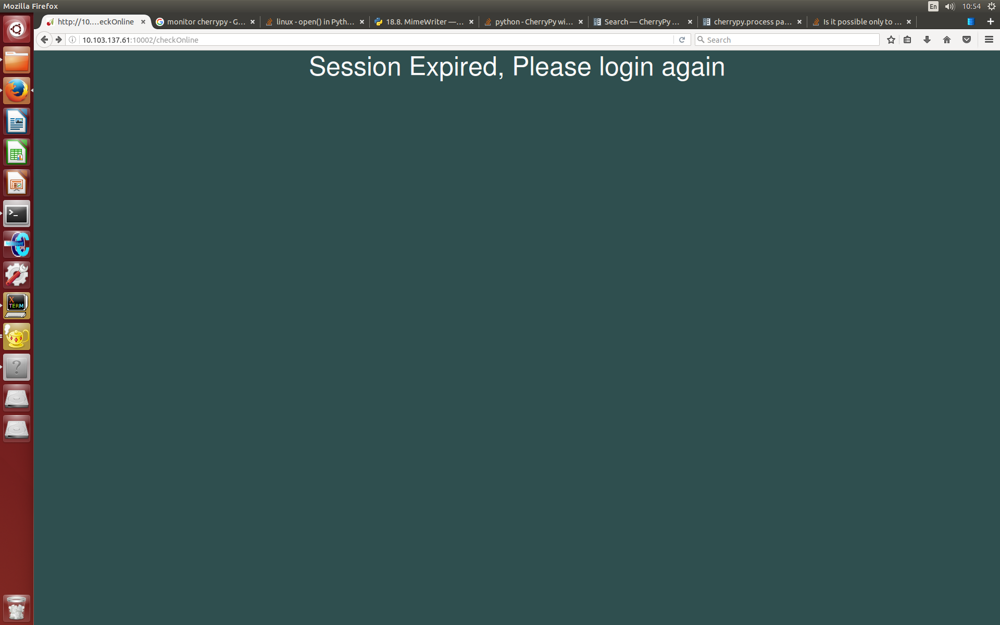 Mozilla Firefox
En
10:54
http://10....eckOnline
monitor cherrypy - G...
linux - open() in Pyth...
18.8. MimeWriter —...
python - CherryPy wi...
Search — CherryPy ...
cherrypy.process pa...
Is it possible only to ...
10.103.137.61:10002/checkOnline
Search
Session Expired, Please login again
X
TERM